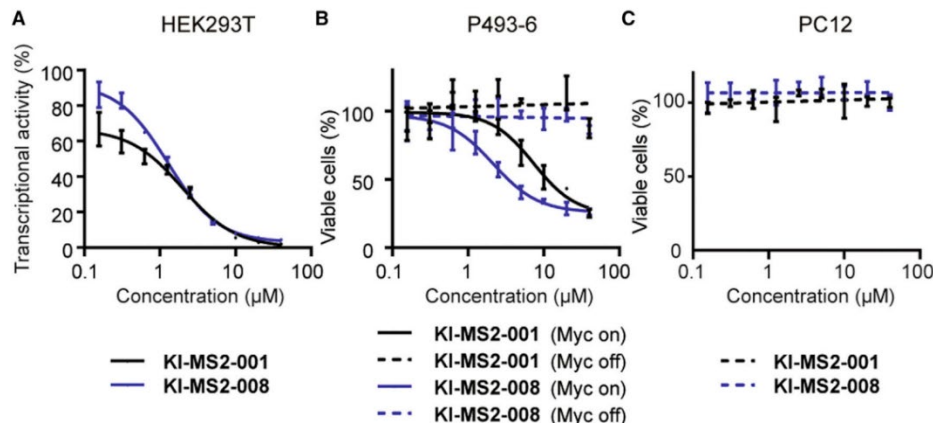 A
HEK293T
Transcriptional activity (%)
100
80
60
40
20
0
0.1
1
10
100
Concentration (µM)
KI-MS2-001
KI-MS2-008
B
P493-6
Viable cells (%)
100
50
0
0.1
1
10
100
Concentration (µM)
KI-MS2-001 (Myc on)
KI-MS2-001 (Myc off)
KI-MS2-008 (Myc on)
KI-MS2-008 (Myc off)
C
PC12
Viable cells (%)
100
50
0
0.1
1
10
100
Concentration (µM)
KI-MS2-001
KI-MS2-008